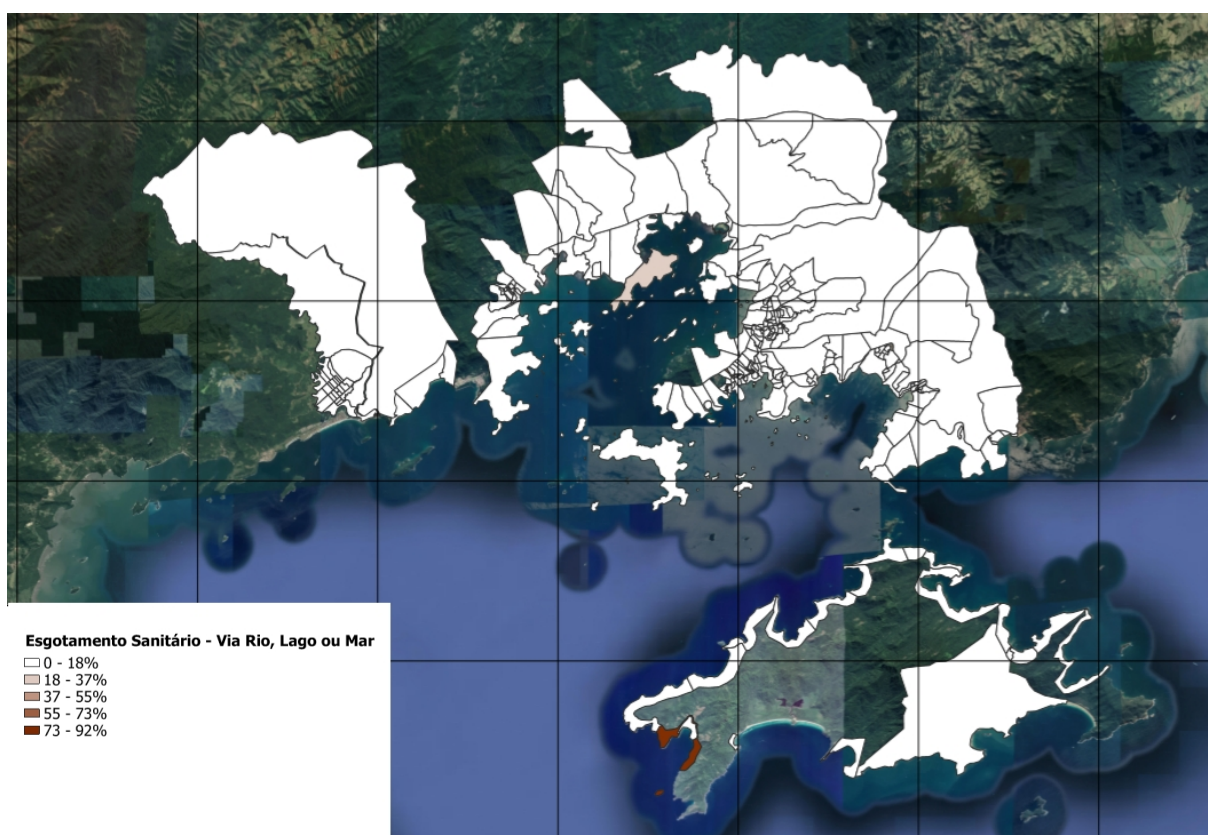 Esgotamento Sanitário - Via Rio, Lago ou Mar
0 - 18%
18 - 37%
37 - 55%
55 - 73%
73 - 92%